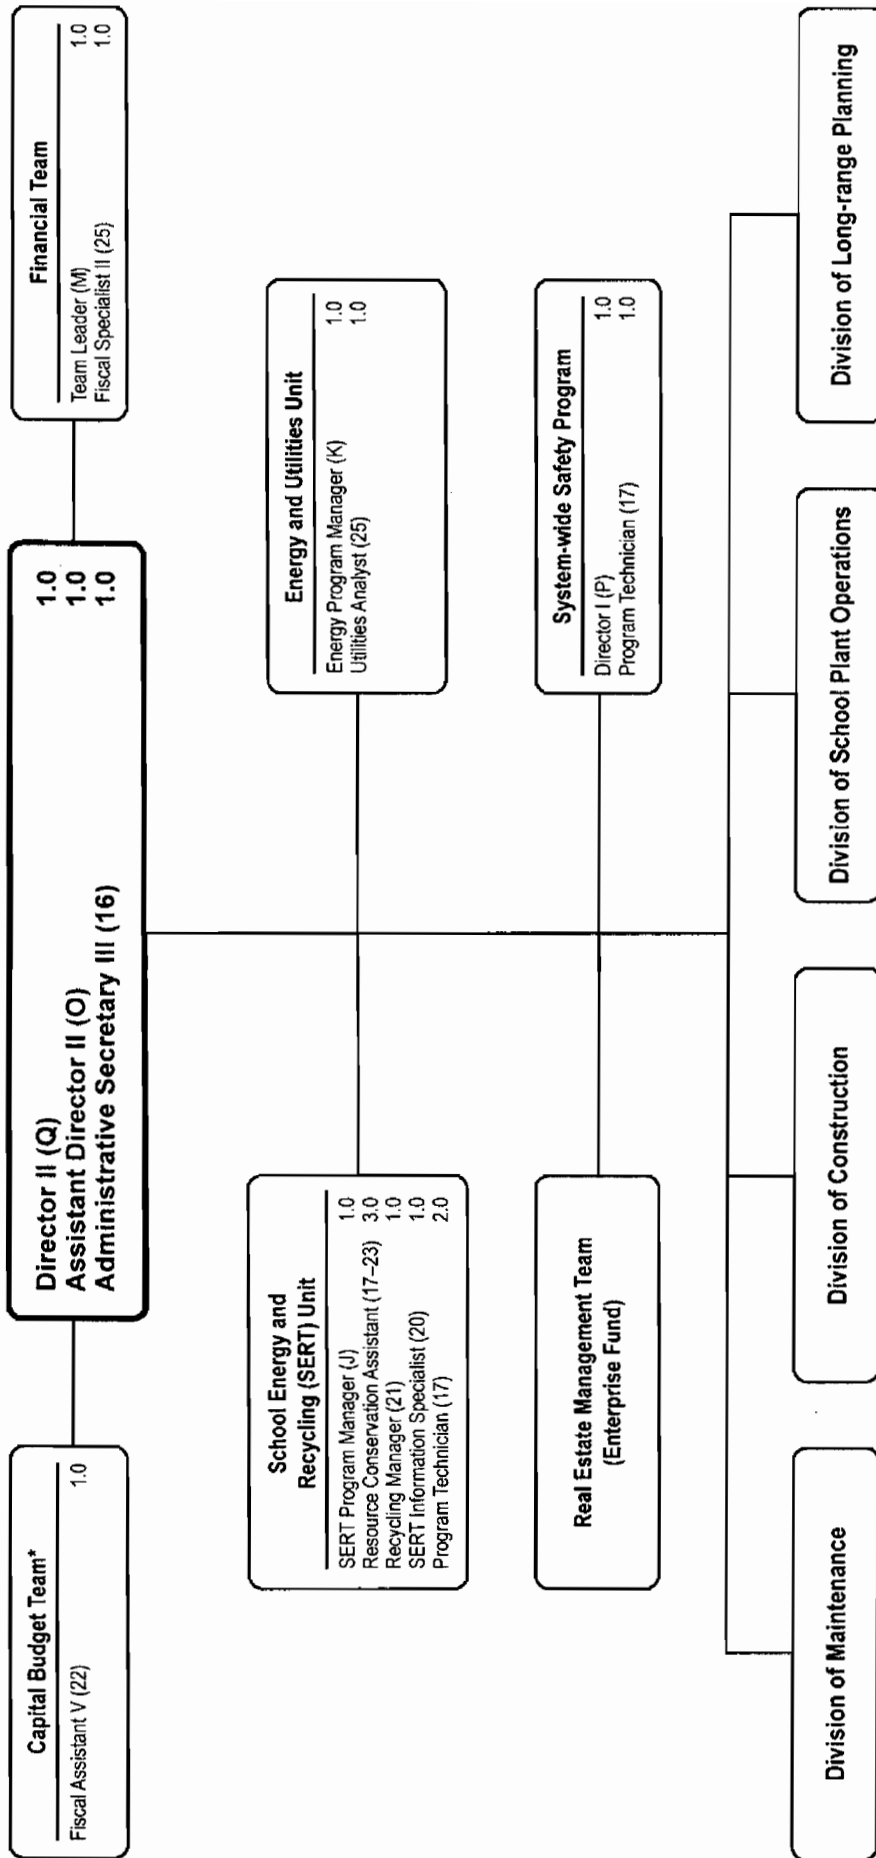 Director II (Q) 1.0
Assistant Director II (O) 1.0
Administrative Secretary III (16) 1.0
Capital Budget Team*
Fiscal Assistant V (22) 1.0
Financial Team
Team Leader (M) 1.0
Fiscal Specialist II (25) 1.0
School Energy and
Recycling (SERT) Unit
SERT Program Manager (J) 1.0
Resource Conservation Assistant (17–23) 3.0
Recycling Manager (21) 1.0
SERT Information Specialist (20) 1.0
Program Technician (17) 2.0
Energy and Utilities Unit
Energy Program Manager (K) 1.0
Utilities Analyst (25) 1.0
Real Estate Management Team
(Enterprise Fund)
System-wide Safety Program
Director I (P) 1.0
Program Technician (17) 1.0
Division of Maintenance
Division of Construction
Division of School Plant Operations
Division of Long-range Planning